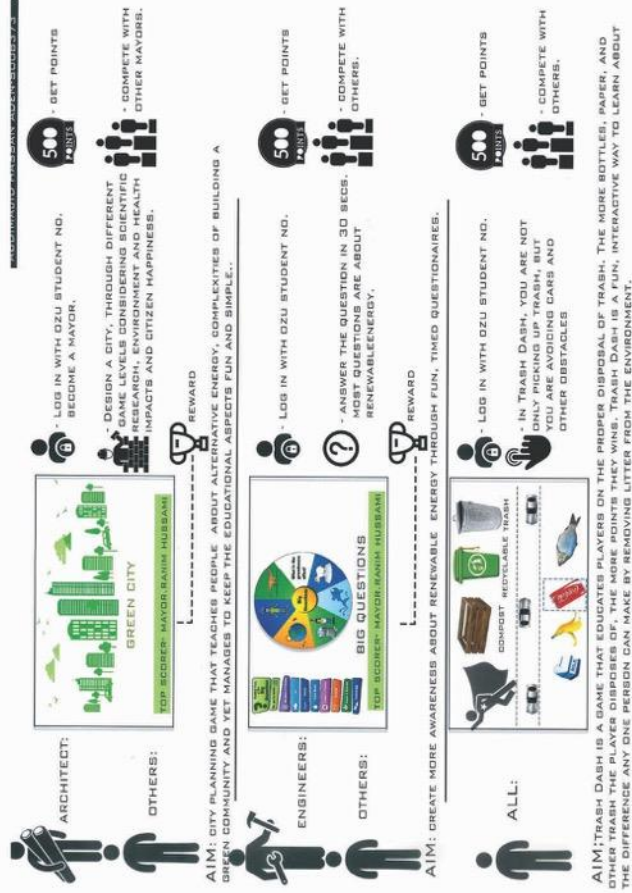 ARCHITECT:
OTHERS:
GREEN CITY
TOP SCORER- MAYOR.RANIM HUSSAMI
- LOG IN WITH OZU STUDENT NO.
BECOME A MAYOR.
- DESIGN A CITY, THROUGH DIFFERENT
GAME LEVELS CONSIDERING SCIENTIFIC
RESEARCH, ENVIRONMENT AND HEALTH
IMPACTS AND CITIZEN HAPPINESS.
REWARD
500
POINTS
- GET POINTS
- COMPETE WITH
OTHER MAYORS.
AIM: CITY PLANNING GAME THAT TEACHES PEOPLE ABOUT ALTERNATIVE ENERGY, COMPLEXITIES OF BUILDING A
GREEN COMMUNITY AND YET MANAGES TO KEEP THE EDUCATIONAL ASPECTS FUN AND SIMPLE..
ENGINEERS:
OTHERS:
BIG QUESTIONS
TOP SCORER- MAYOR.RANIM HUSSAMI
- LOG IN WITH OZU STUDENT NO.
- ANSWER THE QUESTION IN 30 SECS.
MOST QUESTIONS ARE ABOUT
RENEWABLEENERGY.
REWARD
500
POINTS
- GET POINTS
- COMPETE WITH
OTHERS.
AIM: CREATE MORE AWARENESS ABOUT RENEWABLE ENERGY THROUGH FUN, TIMED QUESTIONAIRES.
ALL:
COMPOST RECYCLABLE TRASH
- LOG IN WITH OZU STUDENT NO.
- IN TRASH DASH, YOU ARE NOT
ONLY PICKING UP TRASH, BUT
YOU ARE AVOIDING CARS AND
OTHER OBSTACLES
500
POINTS
- GET POINTS
- COMPETE WITH
OTHERS.
AIM:TRASH DASH IS A GAME THAT EDUCATES PLAYERS ON THE PROPER DISPOSAL OF TRASH. THE MORE BOTTLES, PAPER, AND
OTHER TRASH THE PLAYER DISPOSES OF, THE MORE POINTS THEY WINS. TRASH DASH IS A FUN, INTERACTIVE WAY TO LEARN ABOUT
THE DIFFERENCE ANY ONE PERSON CAN MAKE BY REMOVING LITTER FROM THE ENVIRONMENT.